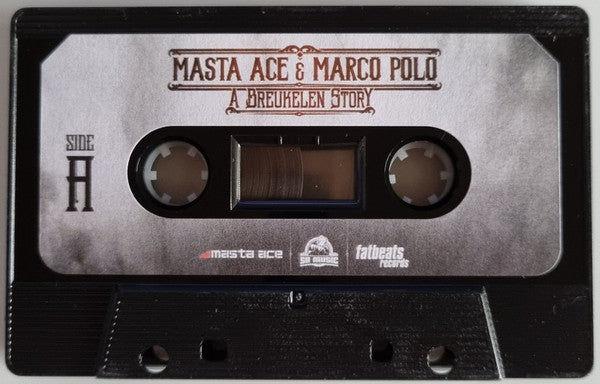 MASTA ACE & MARCO POLO
A BREUKELEN STORY
SIDE
A
masta ace
SB MUSIC
fatbeats
records